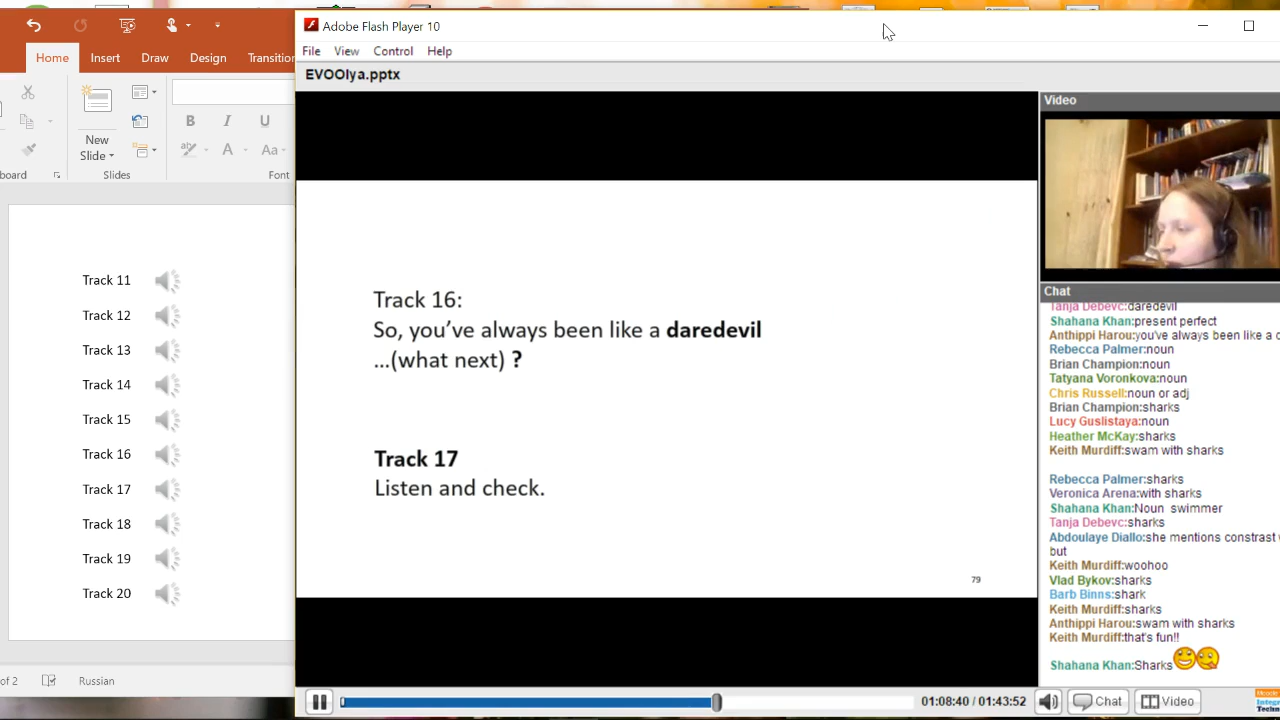 Adobe Flash Player 10
File View Control Help
EVOOlya.pptx
Home Insert Draw Design Transition
New
Slide
B I U
A Aa
board Slides Font
Track 11
Track 12
Track 13
Track 14
Track 15
Track 16
Track 17
Track 18
Track 19
Track 20
of 2 Russian
Track 16:
So, you've always been like a daredevil
...(what next) ?
Track 17
Listen and check.
79
Video
Chat
Tanja Debevc:daredevil
Shahana Khan:present perfect
Anthippi Harou:you've always been like a
Rebecca Palmer:noun
Brian Champion:noun
Tatyana Voronkova:noun
Chris Russell:noun or adj
Brian Champion:sharks
Lucy Guslistaya:noun
Heather McKay:sharks
Keith Murdiff:swam with sharks
Rebecca Palmer:sharks
Veronica Arena:with sharks
Shahana Khan:Noun swimmer
Tanja Debevc:sharks
Abdoulaye Diallo:she mentions constrast
but
Keith Murdiff:woohoo
Vlad Bykov:sharks
Barb Binns:shark
Keith Murdiff:sharks
Anthippi Harou:swam with sharks
Keith Murdiff:that's fun!!
Shahana Khan:Sharks
01:08:40 / 01:43:52 Chat Video